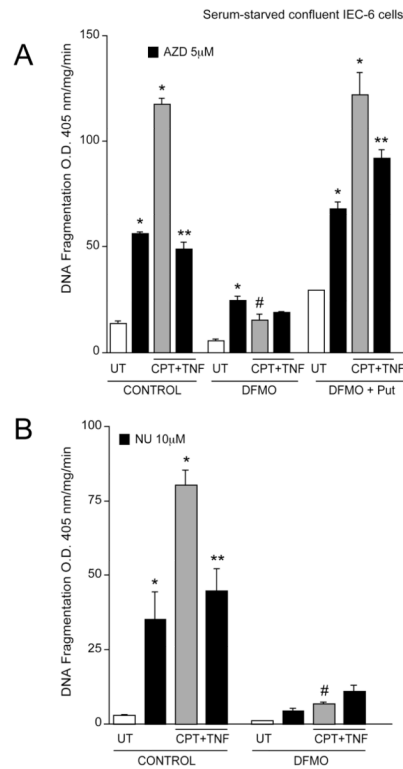 Serum-starved confluent IEC-6 cells
A
150
AZD 5µM
*
*
*
100
**
*
*
**
DNA Fragmentation O.D. 405 nm/mg/min
50
*
#
0
UT CPT+TNF UT CPT+TNF UT CPT+TNF
CONTROL DFMO DFMO + Put
B
100
NU 10µM
*
75
**
*
DNA Fragmentation O.D. 405 nm/mg/min
50
25
#
0
UT CPT+TNF UT CPT+TNF
CONTROL DFMO